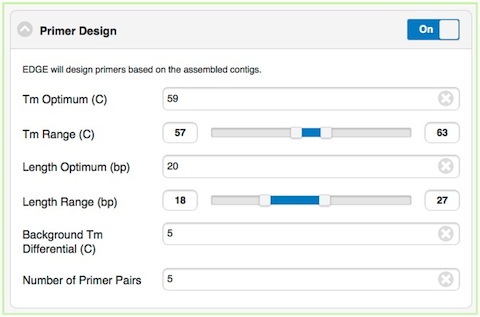 Primer Design
On
EDGE will design primers based on the assembled contigs.
Tm Optimum (C) 59
Tm Range (C) 57 63
Length Optimum (bp) 20
Length Range (bp) 18 27
Background Tm 5
Differential (C)
Number of Primer Pairs 5